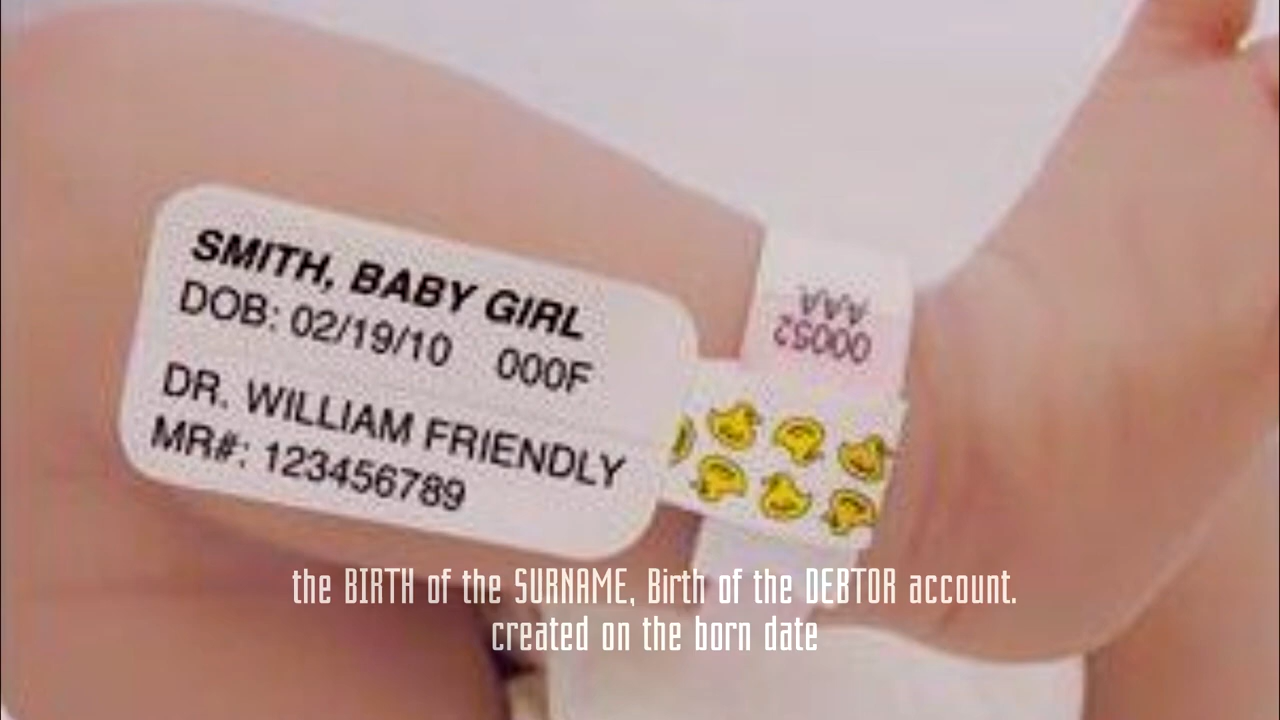 SMITH, BABY GIRL
DOB: 02/19/10 000F
DR. WILLIAM FRIENDLY
MR#: 123456789
AAA
00052
the BIRTH of the SURNAME, Birth of the DEBTOR account.
created on the born date